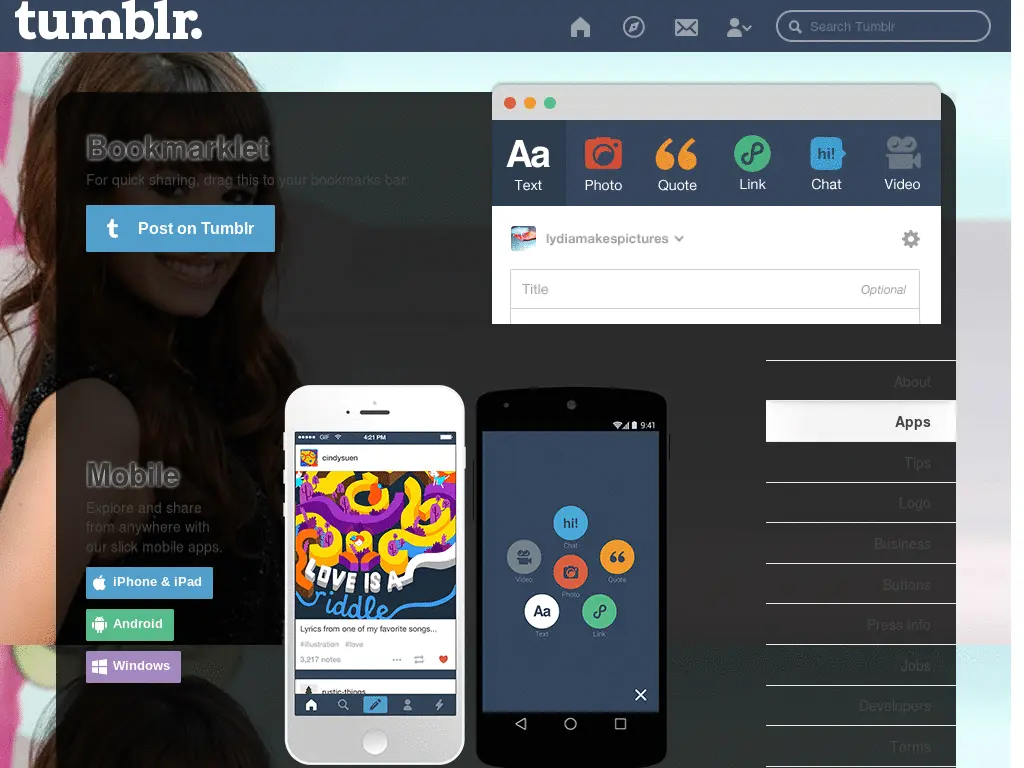 tumblr.
Search Tumblr
Bookmarklet
For quick sharing, drag this to your bookmarks bar.
Post on Tumblr
Aa
hi!
Text
Photo
Quote
Link
Chat
Video
lydiamakespictures
Title
Optional
Mobile
Explore and share
from anywhere with
our slick mobile apps.
iPhone & iPad
Android
Windows
GIF
4:21 PM
cindysuen
LOVE IS A
riddle
Lyrics from one of my favorite songs...
#illustration #love
3,217 notes
rustic-things
9:41
hi!
Chat
Video
Quote
Photo
Aa
Text
Link
About
Apps
Tips
Logo
Business
Buttons
Press info
Jobs
Developers
Terms